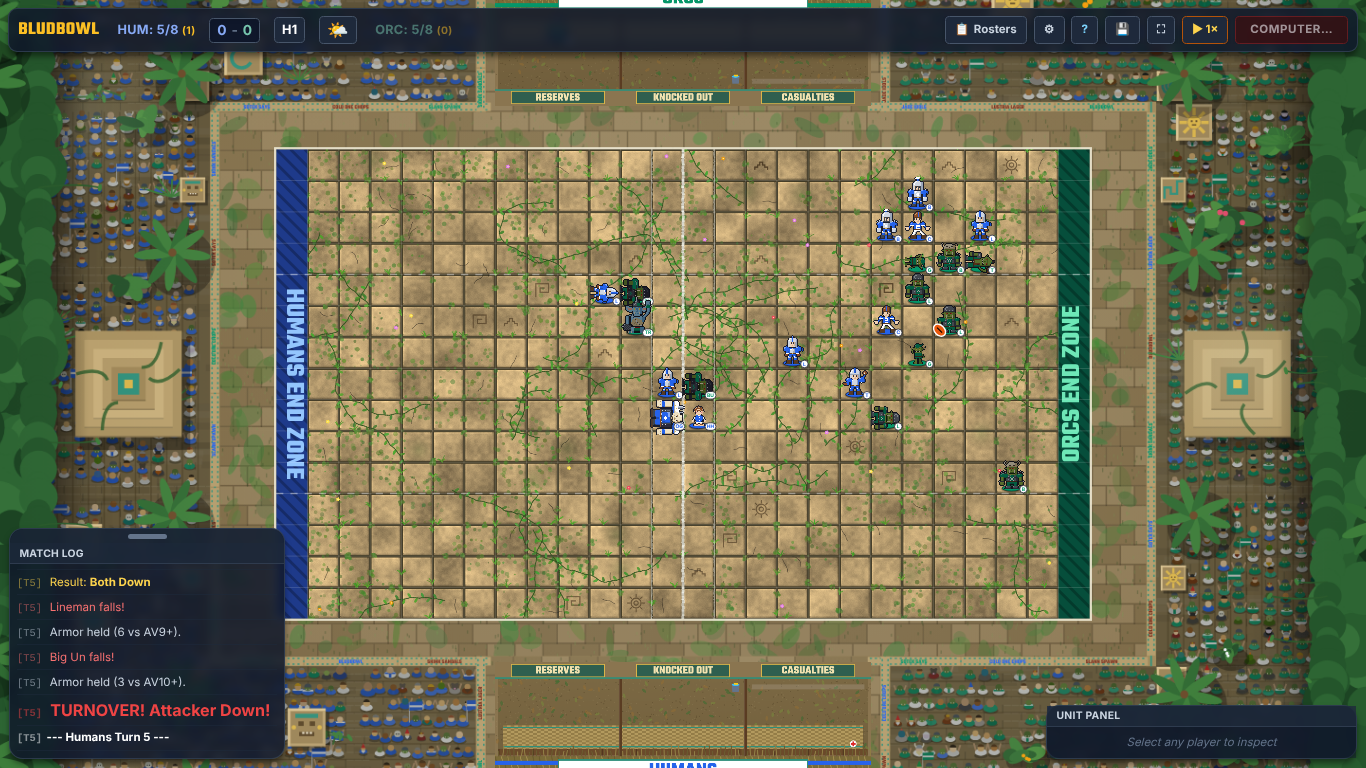 BLUDBOWL
HUM: 5/8 (1)
0 - 0
H1
ORC: 5/8 (0)
Rosters
?
1×
COMPUTER...
RESERVES
KNOCKED OUT
CASUALTIES
HUMANS END ZONE
ORCS END ZONE
MATCH LOG
[T5] Result: Both Down
[T5] Lineman falls!
[T5] Armor held (6 vs AV9+).
[T5] Big Un falls!
[T5] Armor held (3 vs AV10+).
[T5] TURNOVER! Attacker Down!
[T5] --- Humans Turn 5 ---
RESERVES
KNOCKED OUT
CASUALTIES
HUMANS
UNIT PANEL
Select any player to inspect